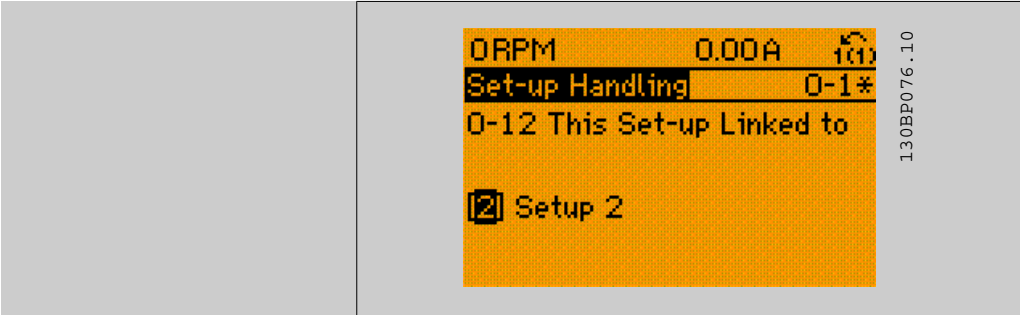 0RPM 0.00A 1(1)
Set-up Handling 0-1*
0-12 This Set-up Linked to
[2] Setup 2
130BP076.10